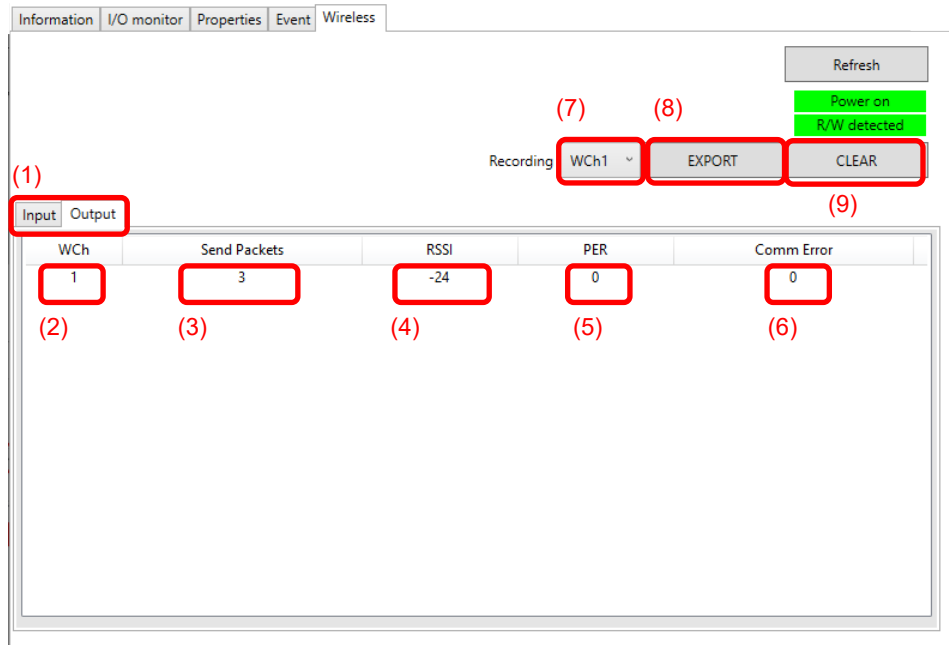 Information I/O monitor Properties Event Wireless
Refresh
Power on
R/W detected
(7) (8)
Recording WCh1 EXPORT CLEAR
(1)
(9)
Input Output
WCh Send Packets RSSI PER Comm Error
1 3 -24 0 0
(2) (3) (4) (5) (6)